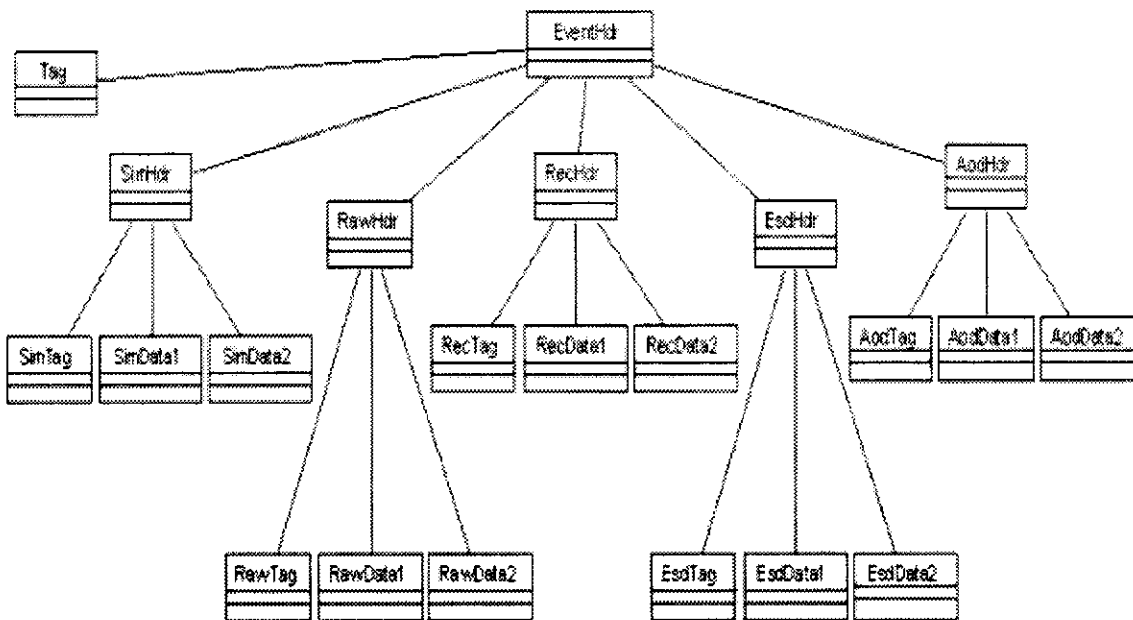 EventHdr
Tag
SimHdr
RecHdr
AodHdr
RawHdr
EsdHdr
SimTag SimData1 SimData2
RecTag RecData1 RecData2
AodTag AodData1 AodData2
RawTag RawData1 RawData2
EsdTag EsdData1 EsdData2